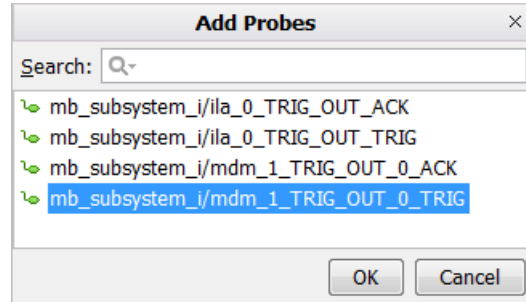 Add Probes
Search:
mb_subsystem_i/ila_0_TRIG_OUT_ACK
mb_subsystem_i/ila_0_TRIG_OUT_TRIG
mb_subsystem_i/mdm_1_TRIG_OUT_0_ACK
mb_subsystem_i/mdm_1_TRIG_OUT_0_TRIG
OK Cancel